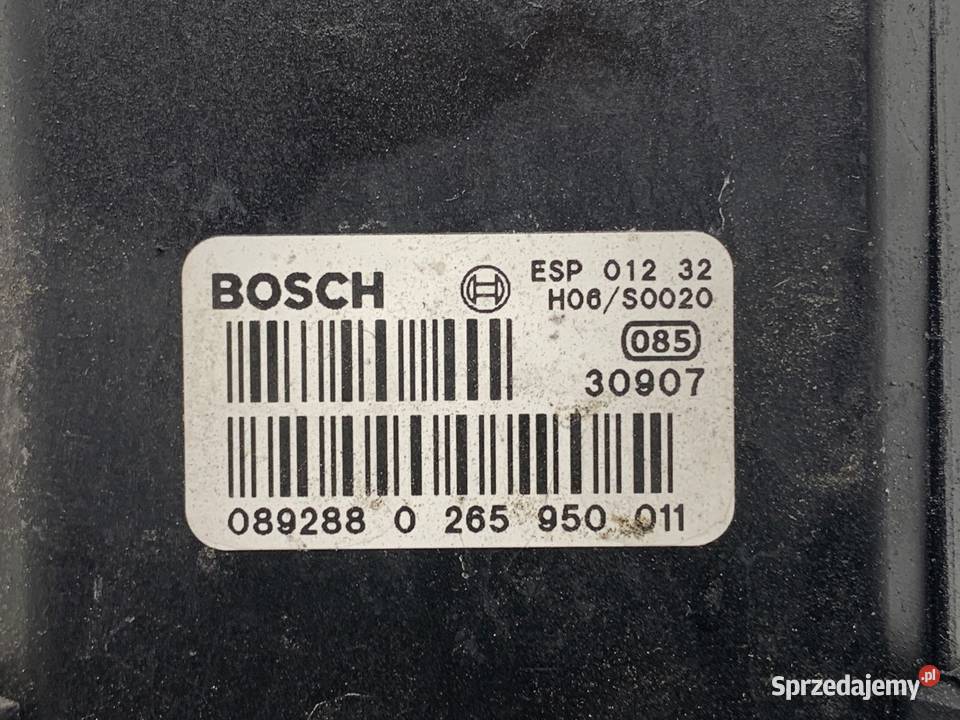 BOSCH
ESP 012 32
H06/S0020
085
30907
089288 0 265 950 011
Sprzedajemy.pl